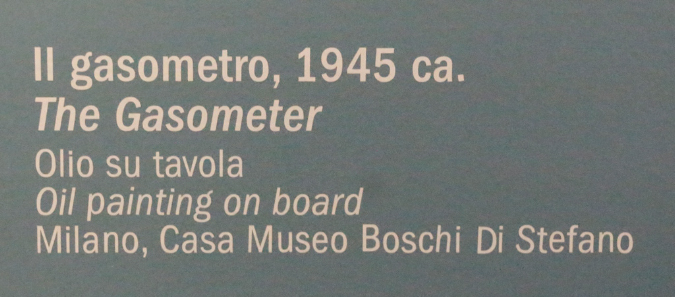 Il gasometro, 1945 ca.
The Gasometer
Olio su tavola
Oil painting on board
Milano, Casa Museo Boschi Di Stefano